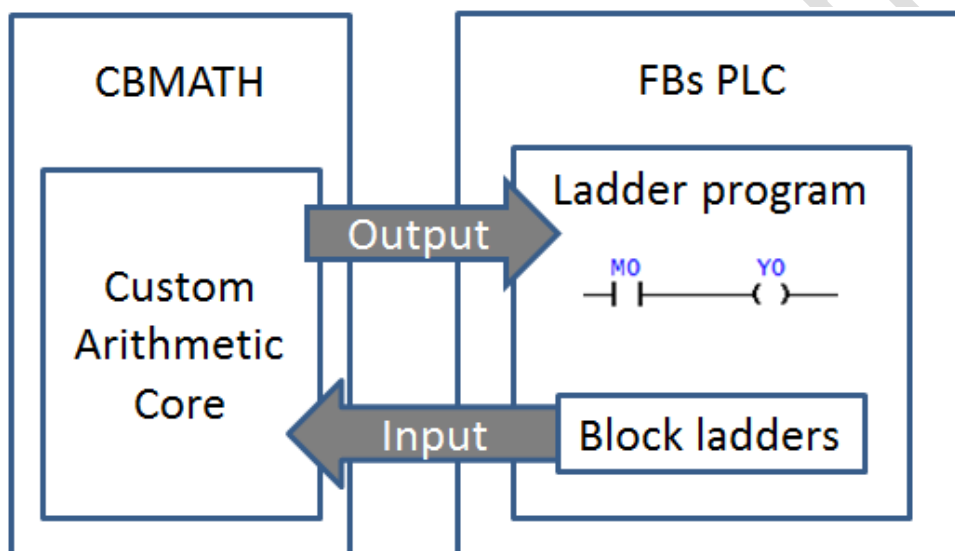 CBMATH
FBs PLC
Custom
Arithmetic
Core
Output
Input
Ladder program
M0
Y0
Block ladders